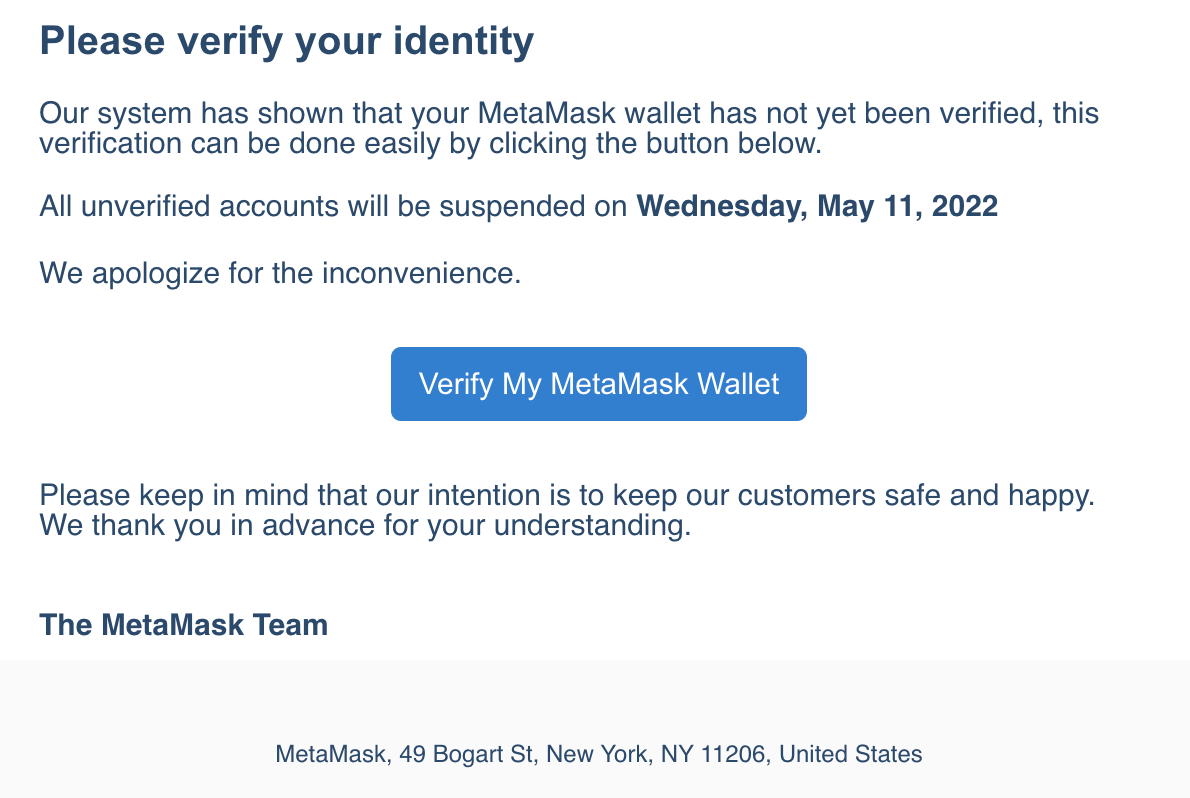 Please verify your identity
Our system has shown that your MetaMask wallet has not yet been verified, this
verification can be done easily by clicking the button below.
All unverified accounts will be suspended on Wednesday, May 11, 2022
We apologize for the inconvenience.
Verify My MetaMask Wallet
Please keep in mind that our intention is to keep our customers safe and happy.
We thank you in advance for your understanding.
The MetaMask Team
MetaMask, 49 Bogart St, New York, NY 11206, United States